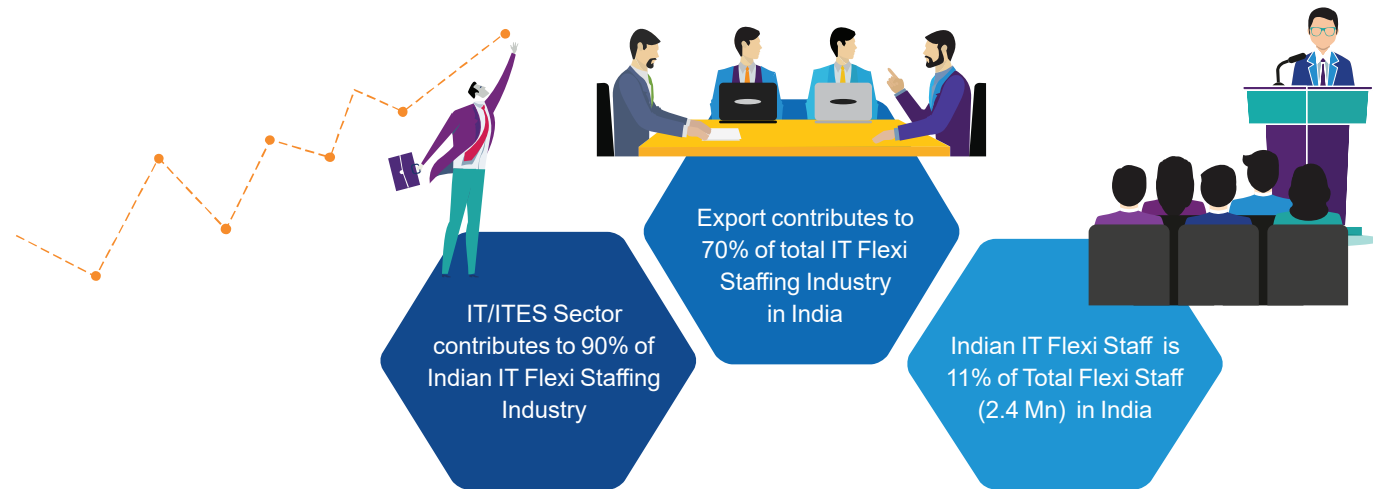 IT/ITES Sector
contributes to 90% of
Indian IT Flexi Staffing
Industry
Export contributes to
70% of total IT Flexi
Staffing Industry
in India
Indian IT Flexi Staff is
11% of Total Flexi Staff
(2.4 Mn) in India